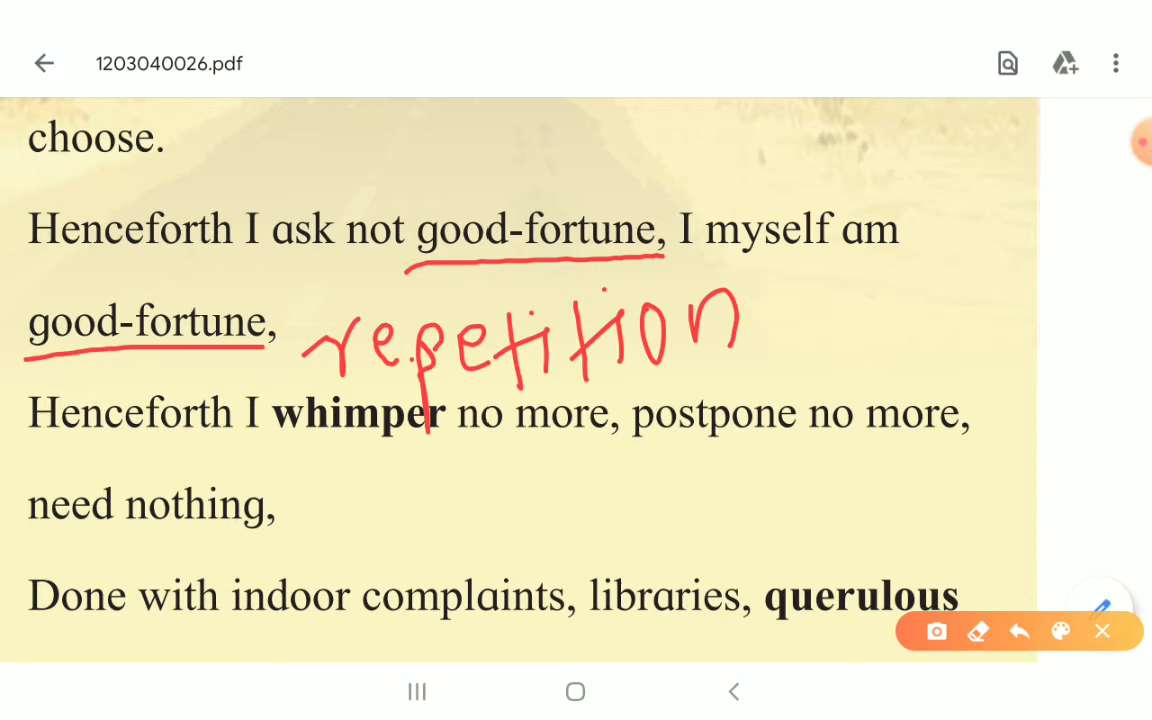 1203040026.pdf
choose.
Henceforth I ask not good-fortune, I myself am
good-fortune,
repetition
Henceforth I whimper no more, postpone no more,
need nothing,
Done with indoor complaints, libraries, querulous